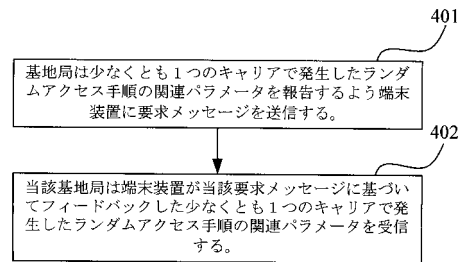 401
基地局は少なくとも１つのキャリアで発生したラン
ダムアクセス手順の関連パラメータを報告するよう端末
装置に要求メッセージを送信する。
402
当該基地局は端末装置が当該要求メッセージに基づい
てフィードバックした少なくとも１つのキャリアで発
生したランダムアクセス手順の関連パラメータを受信
する。